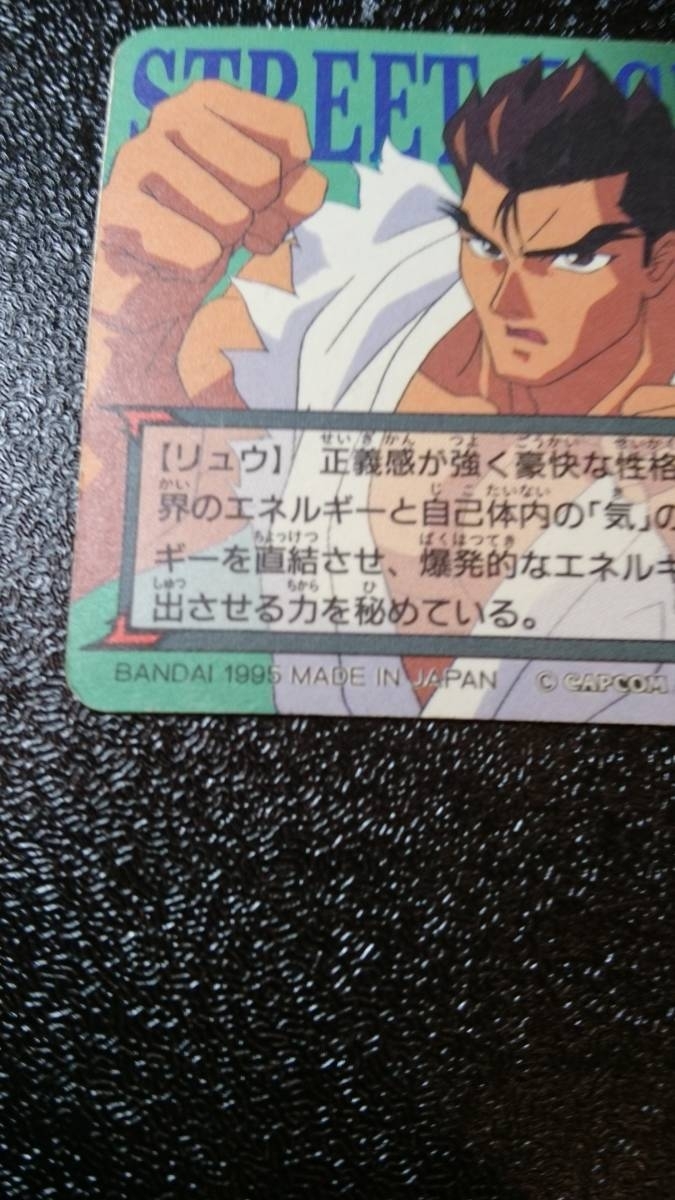 STREET FIG
【リュウ】 正義感が強く豪快な性格
界のエネルギーと自己体内の「気」の
ギーを直結させ、爆発的なエネルギ
出させる力を秘めている。
BANDAI 1995 MADE IN JAPAN © CAPCOM